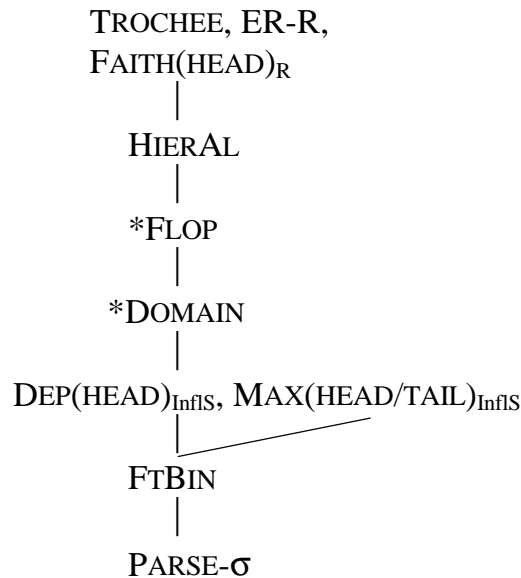 TROCHEE, ER-R,
FAITH(HEAD)R
HIERAL
*FLOP
*DOMAIN
DEP(HEAD)InflS, MAX(HEAD/TAIL)InflS
FTBIN
PARSE-σ